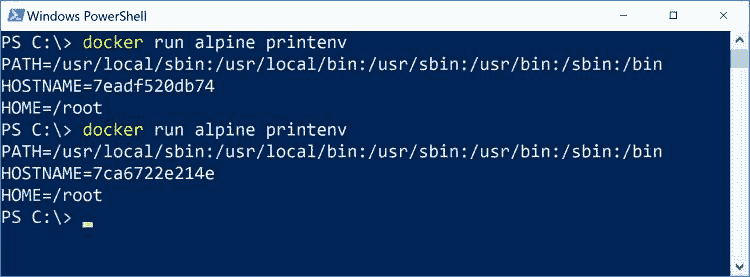 Windows PowerShell
PS C:\> docker run alpine printenv
PATH=/usr/local/sbin:/usr/local/bin:/usr/sbin:/usr/bin:/sbin:/bin
HOSTNAME=7eadf520db74
HOME=/root
PS C:\> docker run alpine printenv
PATH=/usr/local/sbin:/usr/local/bin:/usr/sbin:/usr/bin:/sbin:/bin
HOSTNAME=7ca6722e214e
HOME=/root
PS C:\>